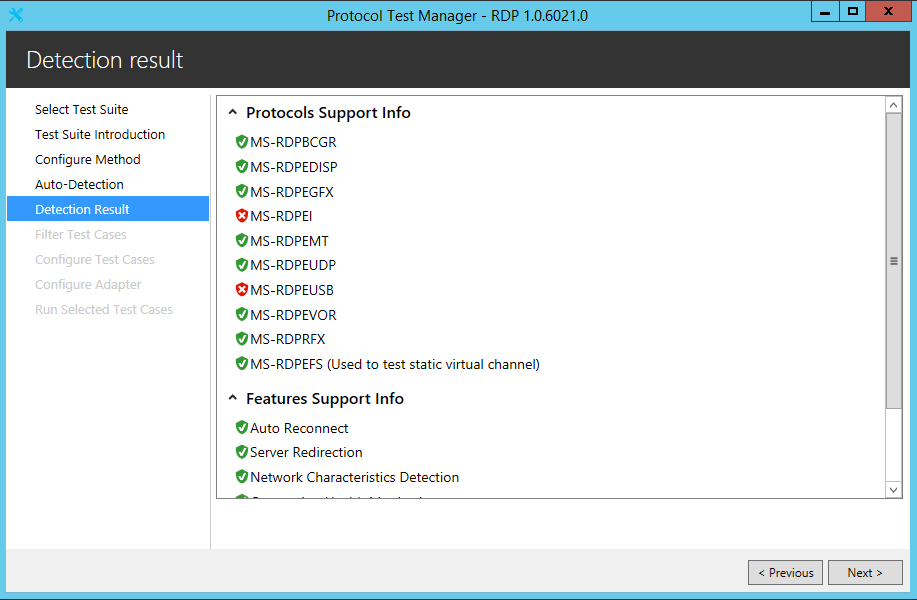 Protocol Test Manager - RDP 1.0.6021.0
Detection result
Select Test Suite
Test Suite Introduction
Configure Method
Auto-Detection
Detection Result
Filter Test Cases
Configure Test Cases
Configure Adapter
Run Selected Test Cases
Protocols Support Info
MS-RDPBCGR
MS-RDPEDISP
MS-RDPEGFX
MS-RDPEI
MS-RDPEMT
MS-RDPEUDP
MS-RDPEUSB
MS-RDPEVOR
MS-RDPRFX
MS-RDPEFS (Used to test static virtual channel)
Features Support Info
Auto Reconnect
Server Redirection
Network Characteristics Detection
< Previous
Next >